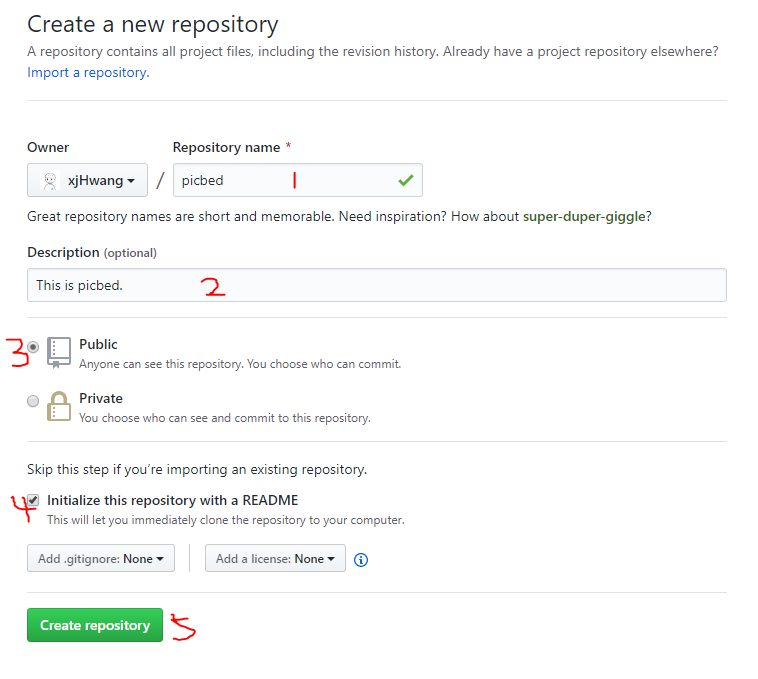 Create a new repository
A repository contains all project files, including the revision history. Already have a project repository elsewhere?
Import a repository.
Owner Repository name *
xjHwang / picbed 1
Great repository names are short and memorable. Need inspiration? How about super-duper-giggle?
Description (optional)
This is picbed. 2
3 Public
Anyone can see this repository. You choose who can commit.
Private
You choose who can see and commit to this repository.
Skip this step if you’re importing an existing repository.
4 Initialize this repository with a README
This will let you immediately clone the repository to your computer.
Add .gitignore: None Add a license: None
Create repository 5